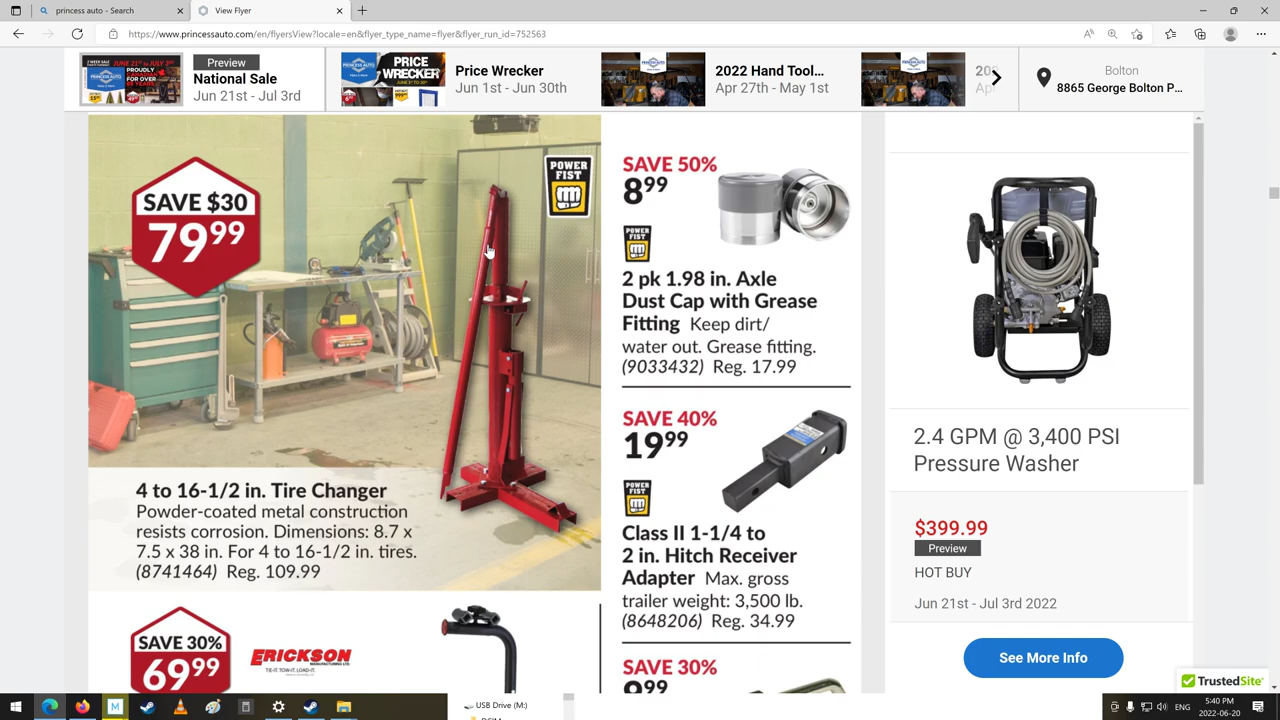 princess auto - Search
View Flyer
https://www.princessauto.com/en/flyersView?locale=en&flyer_type_name=flyer&flyer_run_id=752563
Preview
National Sale
Jun 21st - Jul 3rd
Price Wrecker
Jun 1st - Jun 30th
2022 Hand Tool...
Apr 27th - May 1st
8865 George Bolton P...
PRICE
WRECKER
SAVE $30
79.99
POWER
FIST
4 to 16-1/2 in. Tire Changer
Powder-coated metal construction
resists corrosion. Dimensions: 8.7 x
7.5 x 38 in. For 4 to 16-1/2 in. tires.
(8741464) Reg. 109.99
SAVE 30%
69.99
ERICKSON
SAVE 50%
8.99
POWER
FIST
2 pk 1.98 in. Axle
Dust Cap with Grease
Fitting Keep dirt/
water out. Grease fitting.
(9033432) Reg. 17.99
SAVE 40%
19.99
POWER
FIST
Class II 1-1/4 to
2 in. Hitch Receiver
Adapter Max. gross
trailer weight: 3,500 lb.
(8648206) Reg. 34.99
SAVE 30%
2.4 GPM @ 3,400 PSI
Pressure Washer
$399.99
Preview
HOT BUY
Jun 21st - Jul 3rd 2022
See More Info
TrustedSite
USB Drive (M:)
ENG
5:40 PM
2022-06-20